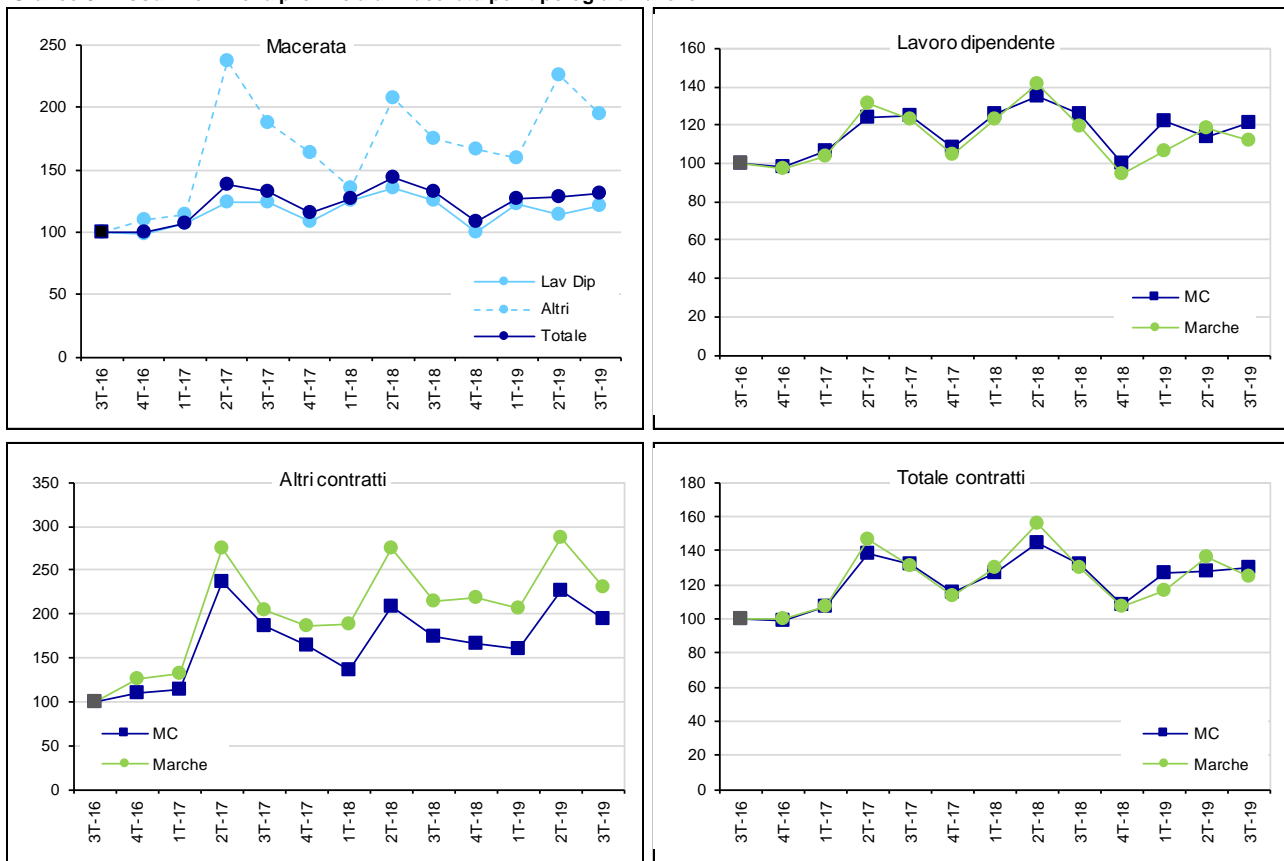 Macerata
250
200
150
100
50
0
Lav Dip
Altri
Totale
3T-16
4T-16
1T-17
2T-17
3T-17
4T-17
1T-18
2T-18
3T-18
4T-18
1T-19
2T-19
3T-19
Lavoro dipendente
160
140
120
100
80
60
40
20
0
MC
Marche
3T-16
4T-16
1T-17
2T-17
3T-17
4T-17
1T-18
2T-18
3T-18
4T-18
1T-19
2T-19
3T-19
Altri contratti
350
300
250
200
150
100
50
0
MC
Marche
3T-16
4T-16
1T-17
2T-17
3T-17
4T-17
1T-18
2T-18
3T-18
4T-18
1T-19
2T-19
3T-19
Totale contratti
180
160
140
120
100
80
60
40
20
0
MC
Marche
3T-16
4T-16
1T-17
2T-17
3T-17
4T-17
1T-18
2T-18
3T-18
4T-18
1T-19
2T-19
3T-19